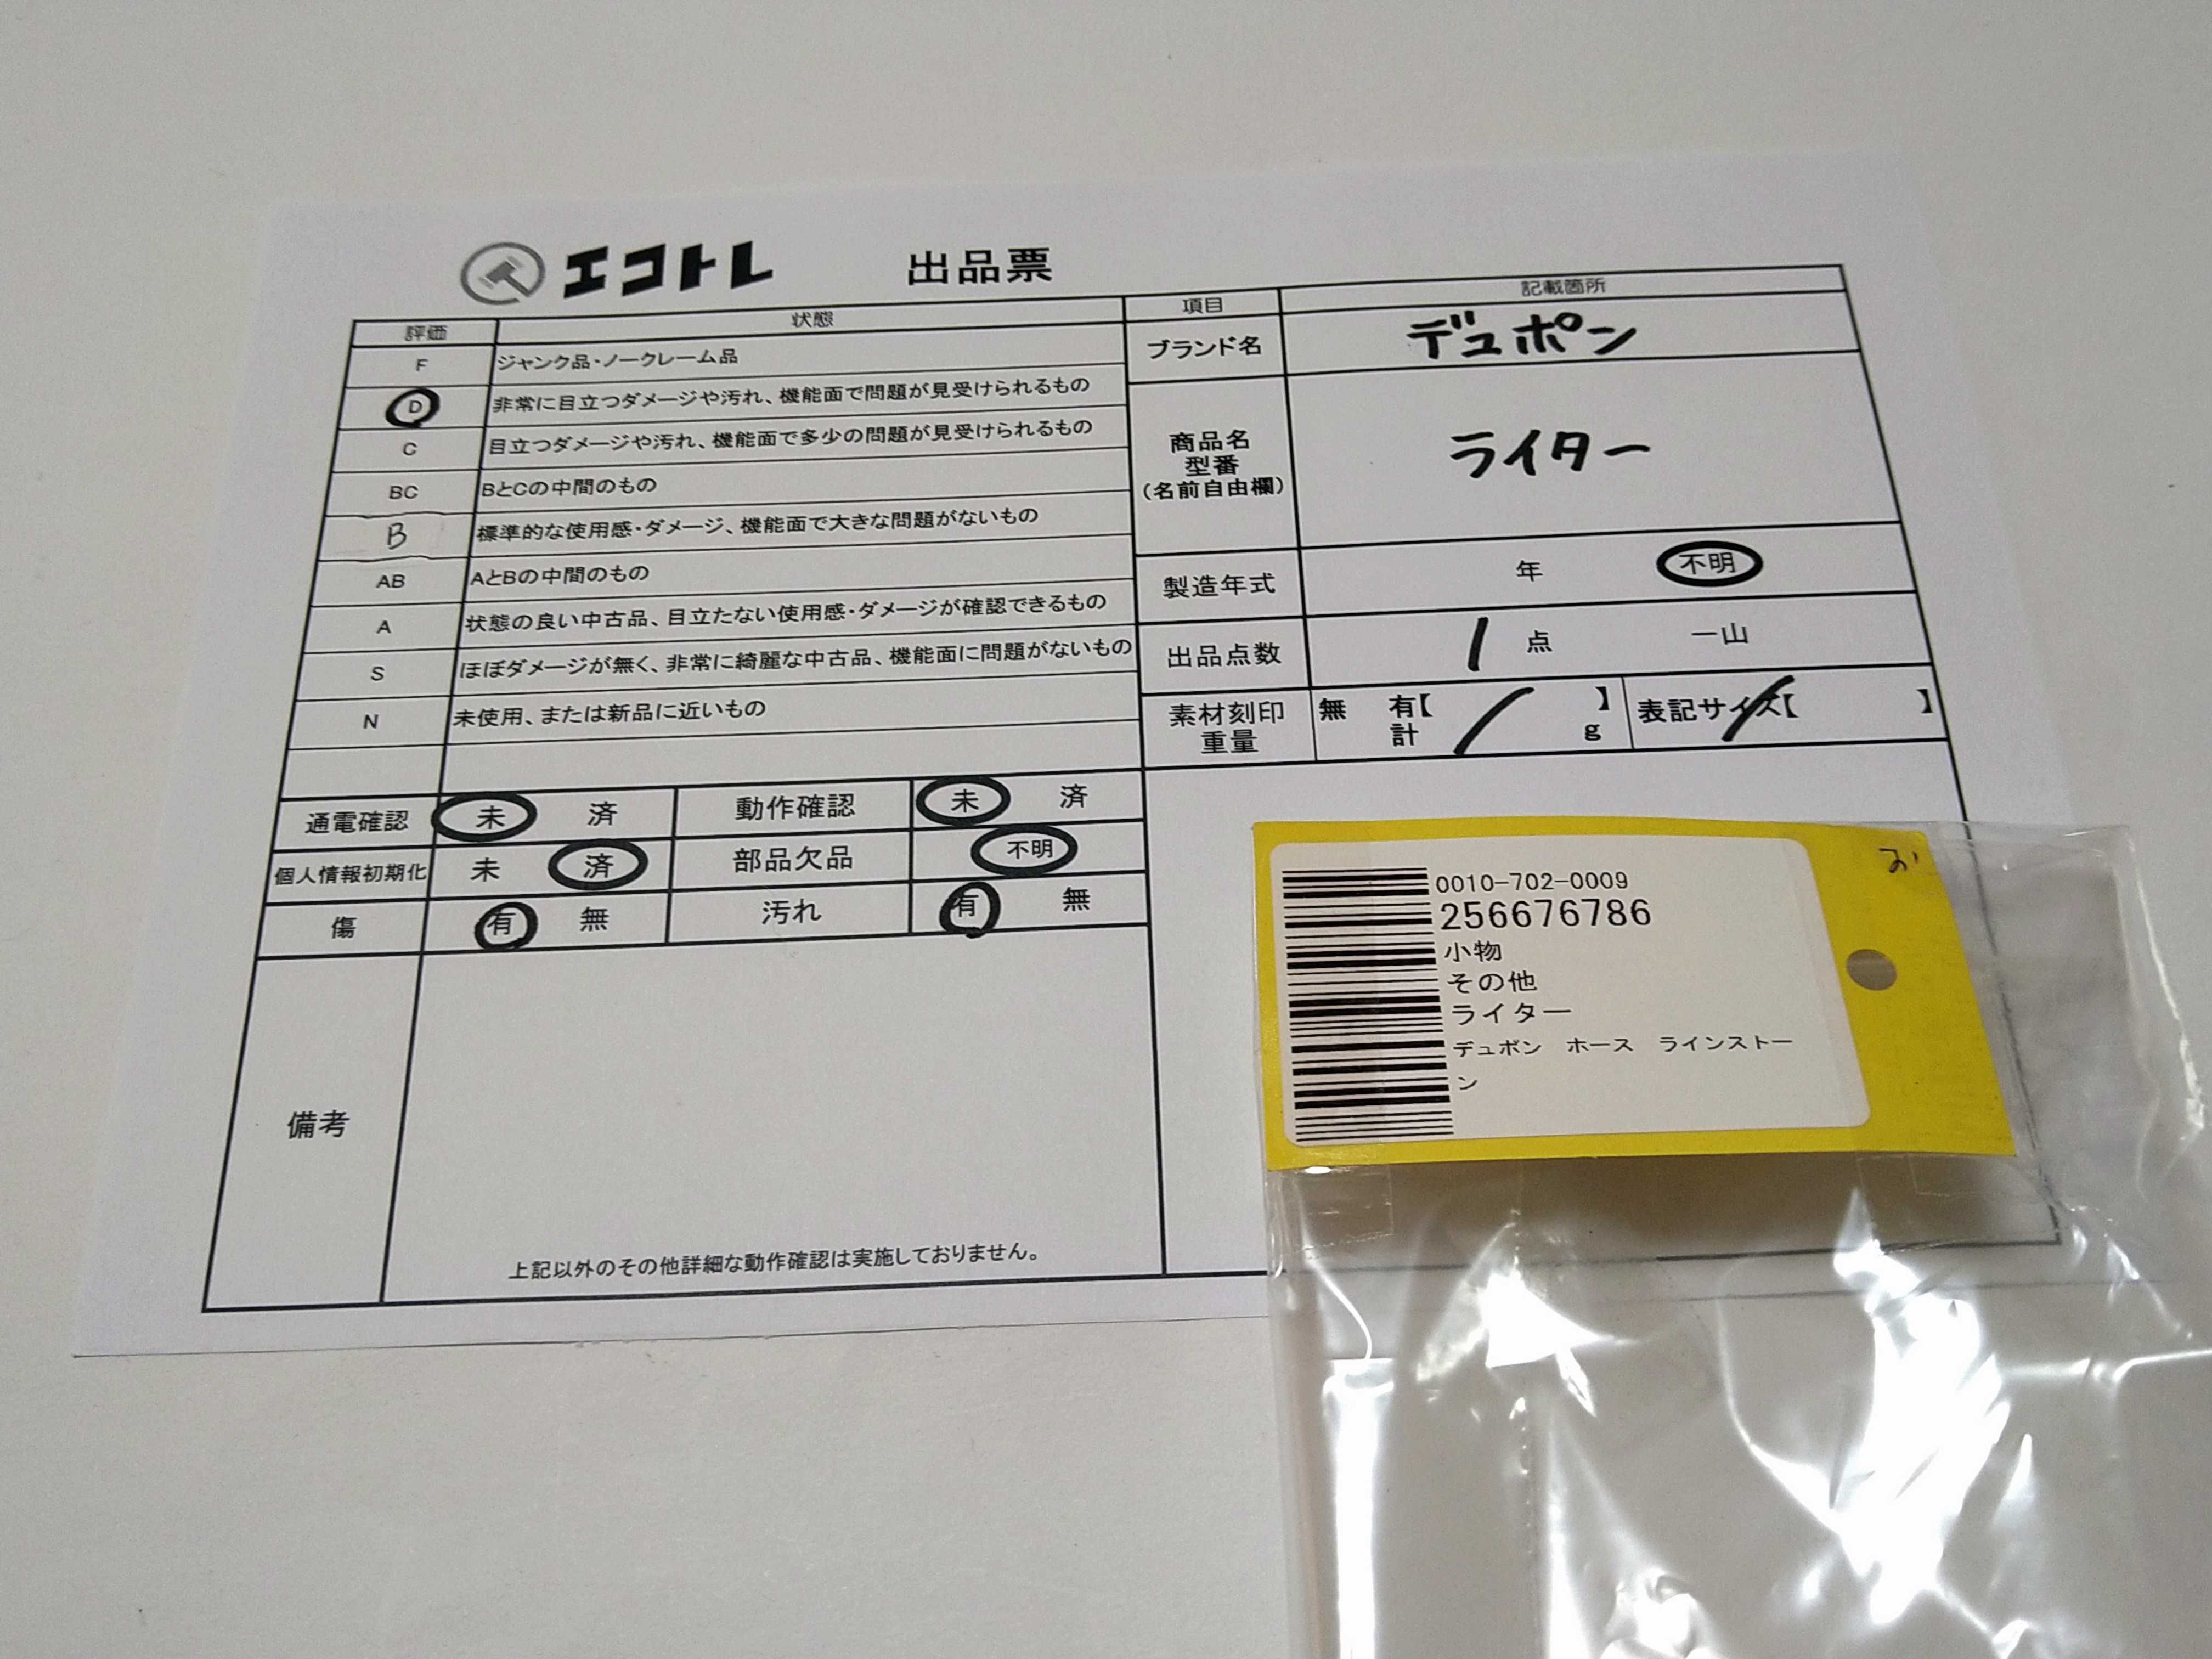 エコトレ 出品票
評価 状態
F ジャンク品・ノークレーム品
D 非常に目立つダメージや汚れ、機能面で問題が見受けられるもの
C 目立つダメージや汚れ、機能面で多少の問題が見受けられるもの
BC BとCの中間のもの
B 標準的な使用感・ダメージ、機能面で大きな問題がないもの
AB AとBの中間のもの
A 状態の良い中古品、目立たない使用感・ダメージが確認できるもの
S ほぼダメージが無く、非常に綺麗な中古品、機能面に問題がないもの
N 未使用、または新品に近いもの
項目 記載箇所
ブランド名 デュポン
商品名
型番
(名前自由欄)
ライター
製造年式 年 不明
出品点数 1 点 一山
素材刻印 無 有【 】 表記サイズ【 】
重量 計 g
通電確認 未 済 動作確認 未 済
個人情報初期化 未 済 部品欠品 不明
傷 有 無 汚れ 有 無
備考
上記以外のその他詳細な動作確認は実施しておりません。
0010-702-0009
256676786
小物
その他
ライター
デュポン ホース ラインストー
ン